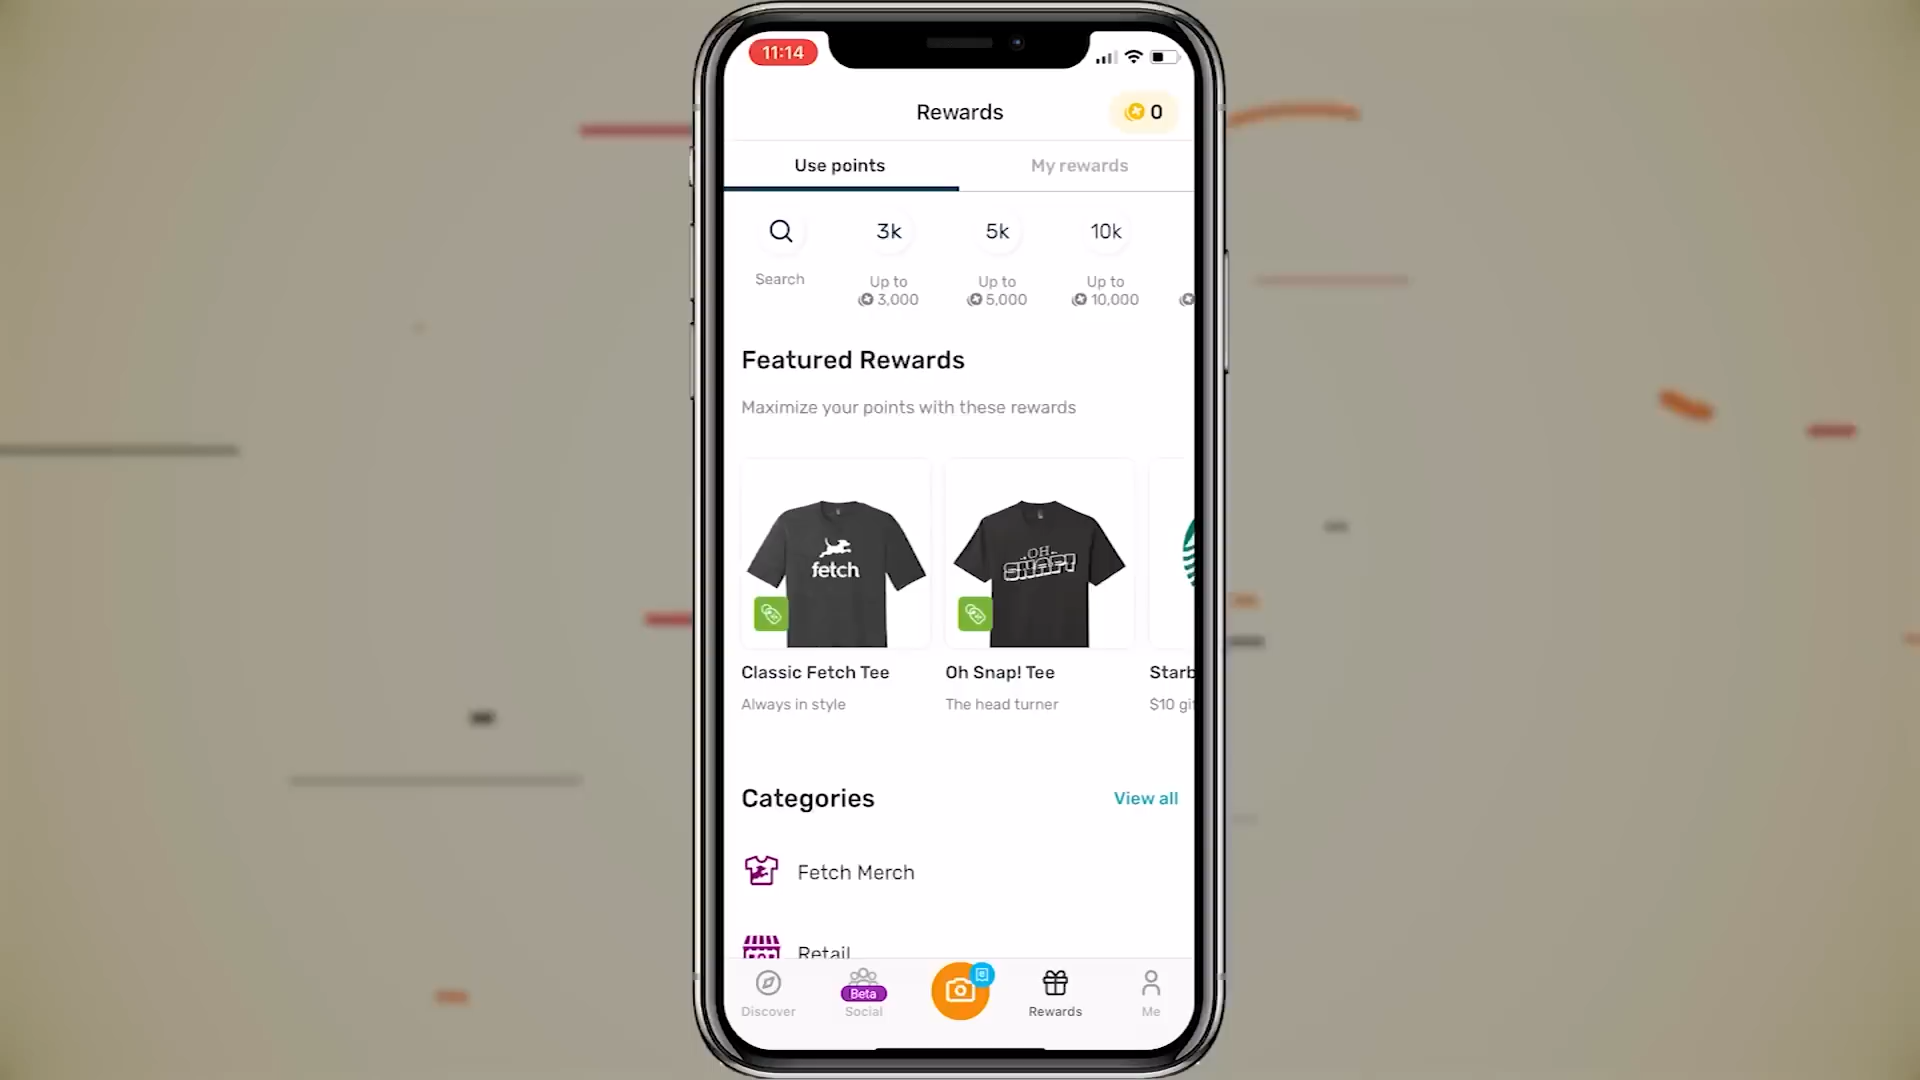 11:14
Rewards
0
Use points
My rewards
3k
5k
10k
Search
Up to
3,000
Up to
5,000
Up to
10,000
Featured Rewards
Maximize your points with these rewards
fetch
OH
SNAP!
Classic Fetch Tee
Oh Snap! Tee
Starb
Always in style
The head turner
$10 gi
Categories
View all
Fetch Merch
Retail
Discover
Beta
Social
Rewards
Me